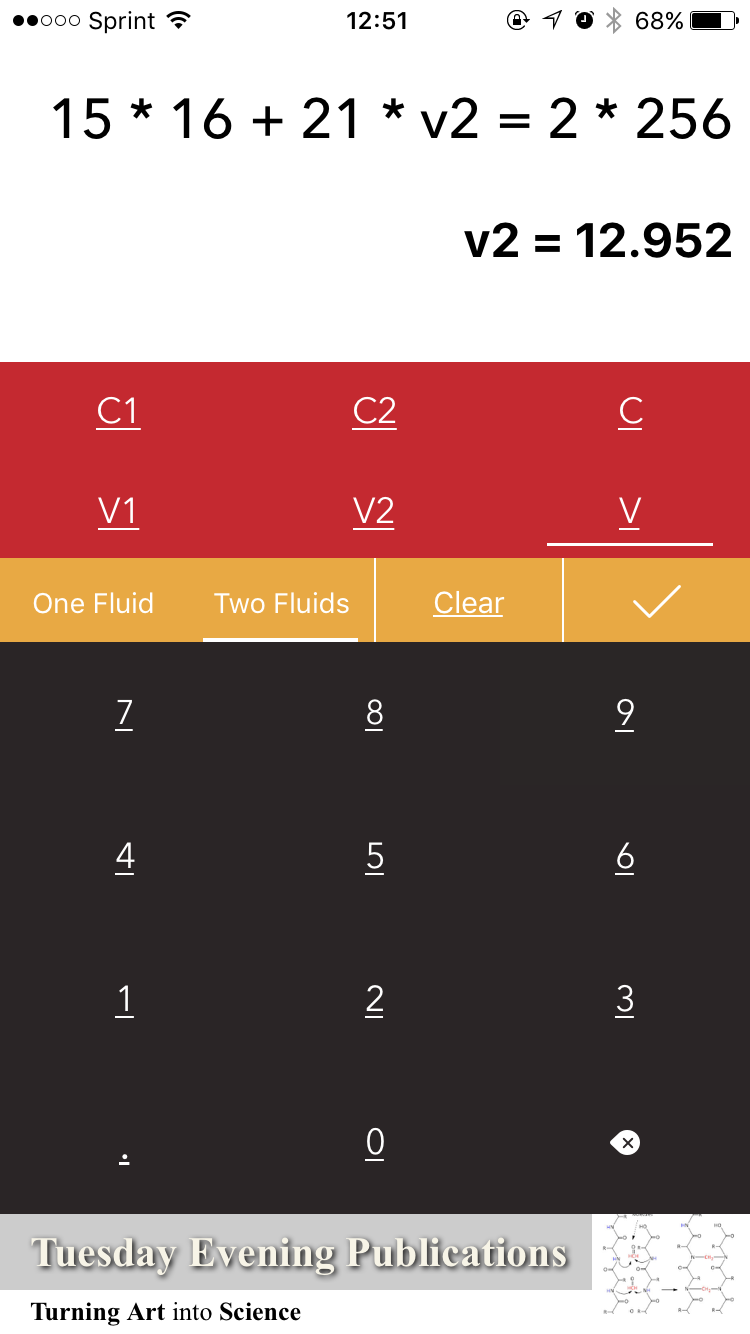 Sprint 12:51 68%
15 * 16 + 21 * v2 = 2 * 256
v2 = 12.952
C1 C2 C
V1 V2 V
One Fluid Two Fluids Clear
7 8 9
4 5 6
1 2 3
. 0
Tuesday Evening Publications
Turning Art into Science